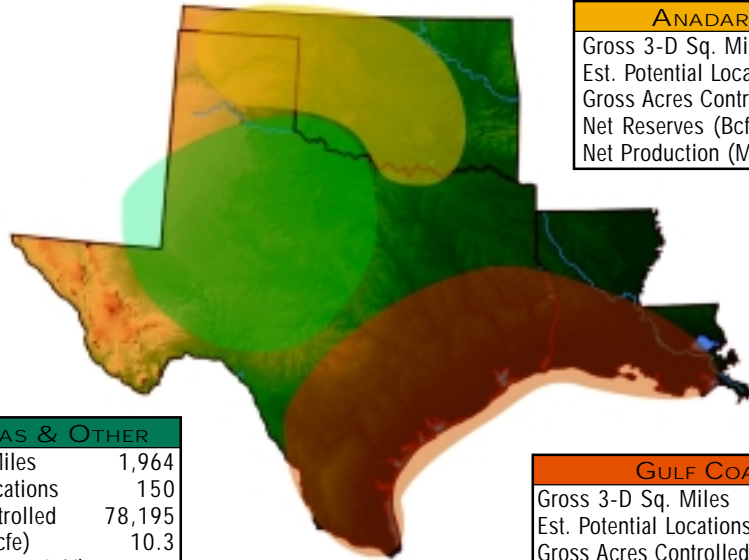 ANADAR
Gross 3-D Sq. Mi
Est. Potential Loca
Gross Acres Contr
Net Reserves (Bcf
Net Production (M
AS & OTHER
Miles 1,964
cations 150
trolled 78,195
cfe) 10.3
GULF COA
Gross 3-D Sq. Miles
Est. Potential Locations
Gross Acres Controlled